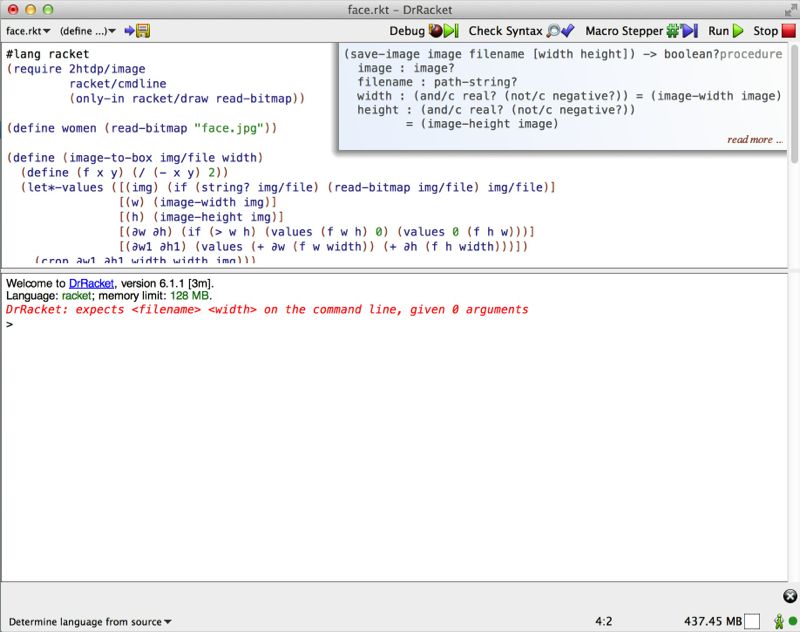 face.rkt – DrRacket
face.rkt▾ (define ...)▾ Debug Check Syntax Macro Stepper Run Stop
#lang racket
(require 2htdp/image
racket/cmdline
(only-in racket/draw read-bitmap))
(define women (read-bitmap "face.jpg"))
(define (image-to-box img/file width)
(define (f x y) (/ (- x y) 2))
(let*-values ([(img) (if (string? img/file) (read-bitmap img/file) img/file)]
[(w) (image-width img)]
[(h) (image-height img)]
[(∂w ∂h) (if (> w h) (values (f w h) 0) (values 0 (f h w)))]
[(∂w1 ∂h1) (values (+ ∂w (f w width)) (+ ∂h (f h width)))])
(crop ∂w1 ∂h1 width width img)))
(save-image image filename [width height]) -> boolean?procedure
image : image?
filename : path-string?
width : (and/c real? (not/c negative?)) = (image-width image)
height : (and/c real? (not/c negative?))
= (image-height image)
read more ...
Welcome to DrRacket, version 6.1.1 [3m].
Language: racket; memory limit: 128 MB.
DrRacket: expects <filename> <width> on the command line, given 0 arguments
>
Determine language from source▾ 4:2 437.45 MB